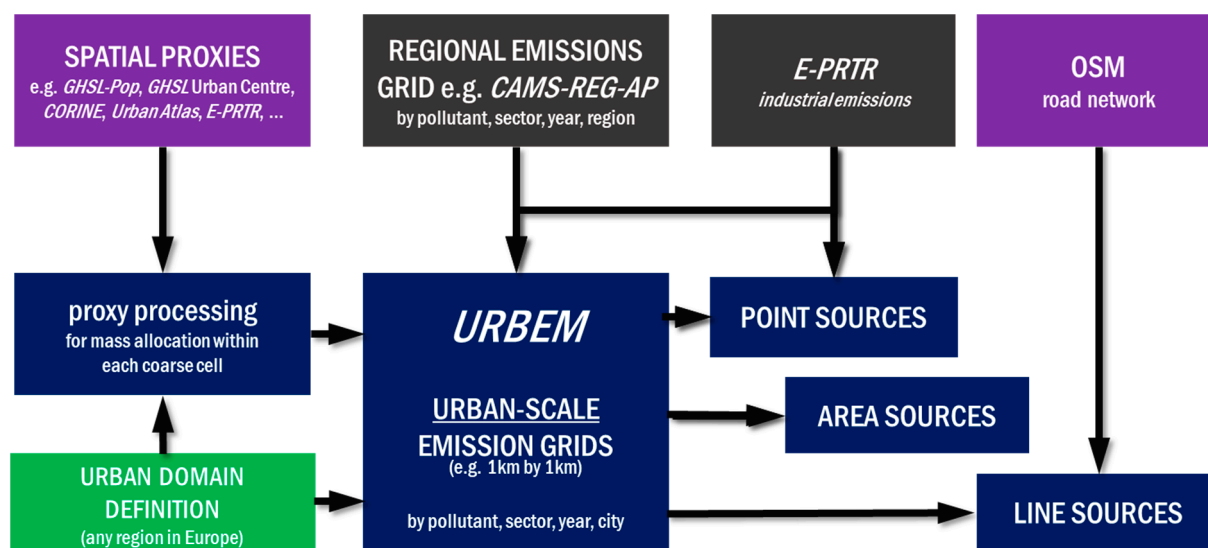 SPATIAL PROXIES
e.g. GHSL-Pop, GHSL Urban Centre,
CORINE, Urban Atlas, E-PRTR, ...
REGIONAL EMISSIONS
GRID e.g. CAMS-REG-AP
by pollutant, sector, year, region
E-PRTR
industrial emissions
OSM
road network
proxy processing
for mass allocation within
each coarse cell
URBEM
URBAN-SCALE
EMISSION GRIDS
(e.g. 1km by 1km)
by pollutant, sector, year, city
POINT SOURCES
AREA SOURCES
LINE SOURCES
URBAN DOMAIN
DEFINITION
(any region in Europe)